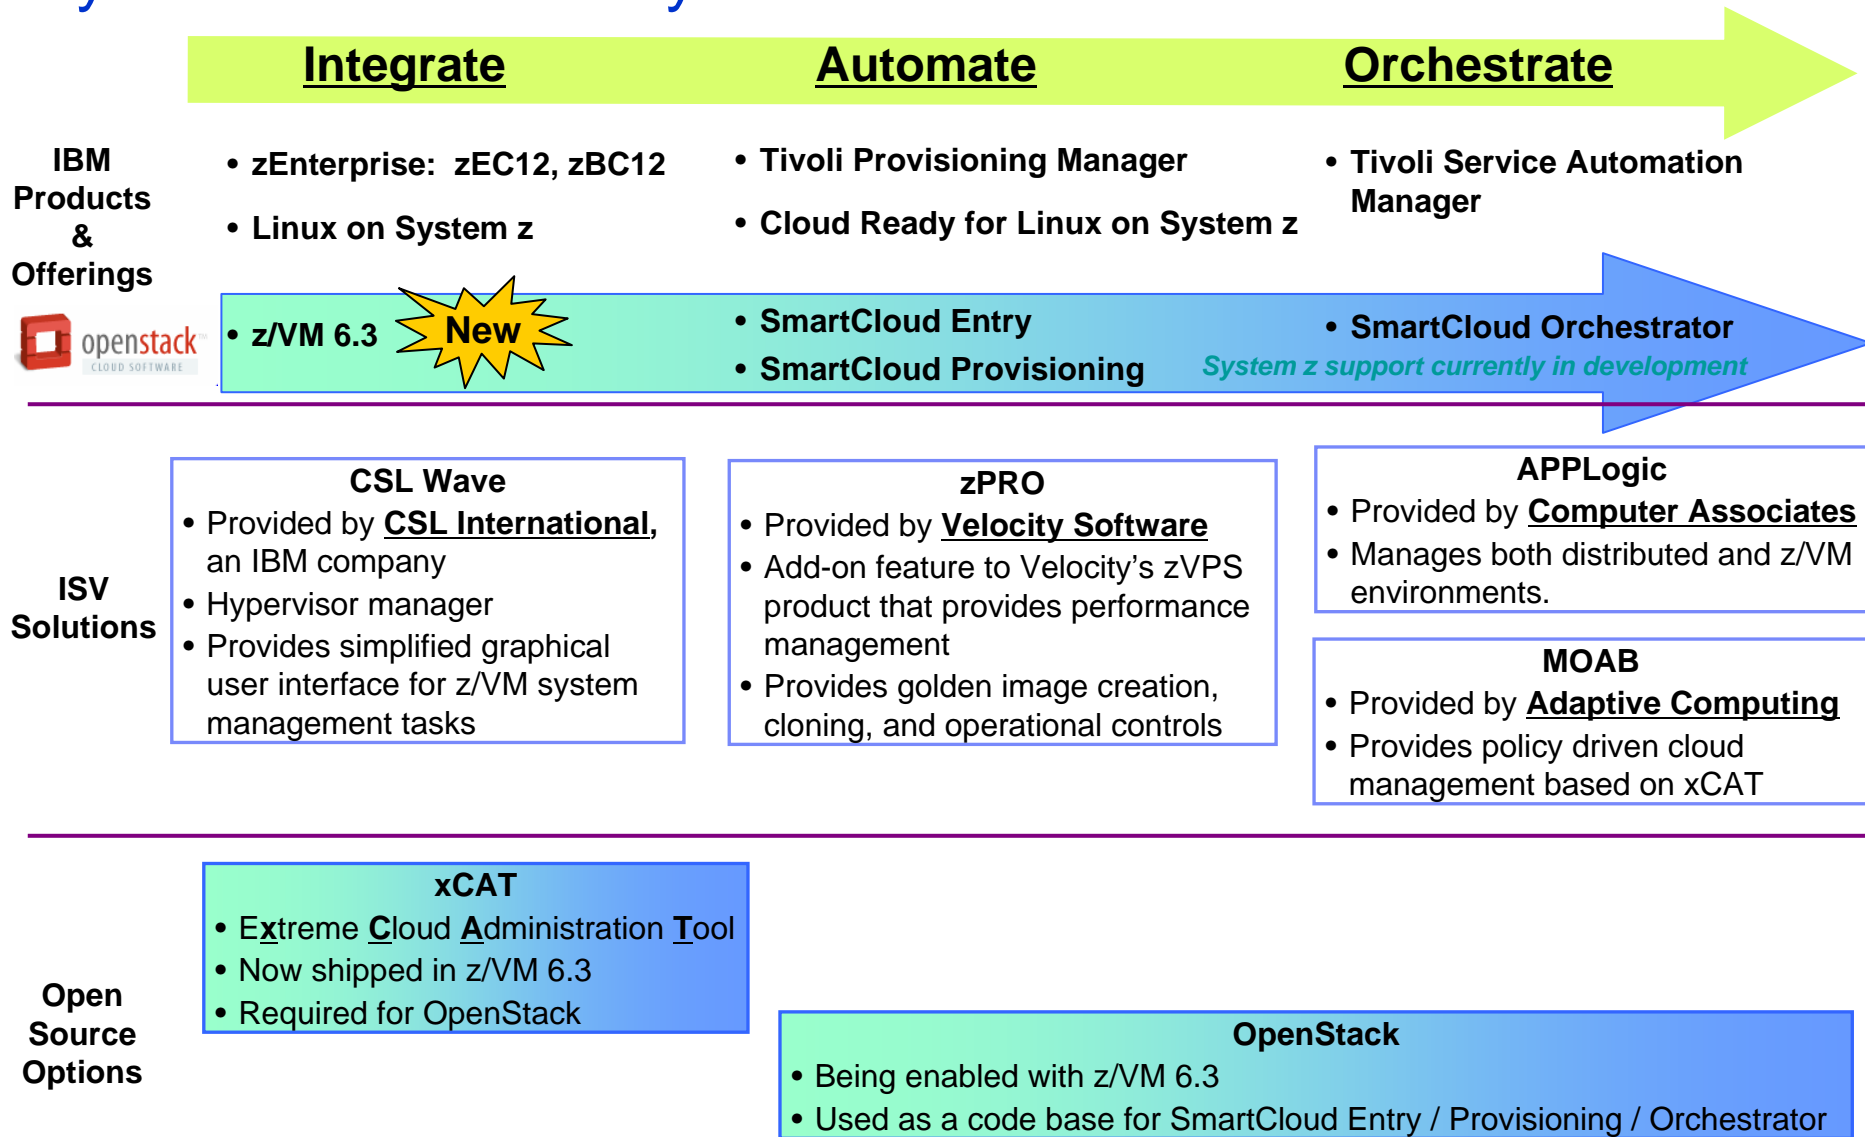 Integrate
Automate
Orchestrate
IBM
Products
&
Offerings
• zEnterprise: zEC12, zBC12
• Linux on System z
• Tivoli Provisioning Manager
• Cloud Ready for Linux on System z
• Tivoli Service Automation
Manager
openstack™
CLOUD SOFTWARE
• z/VM 6.3
New
• SmartCloud Entry
• SmartCloud Provisioning
• SmartCloud Orchestrator
System z support currently in development
ISV
Solutions
CSL Wave
• Provided by CSL International,
an IBM company
• Hypervisor manager
• Provides simplified graphical
user interface for z/VM system
management tasks
zPRO
• Provided by Velocity Software
• Add-on feature to Velocity’s zVPS
product that provides performance
management
• Provides golden image creation,
cloning, and operational controls
APPLogic
• Provided by Computer Associates
• Manages both distributed and z/VM
environments.
MOAB
• Provided by Adaptive Computing
• Provides policy driven cloud
management based on xCAT
Open
Source
Options
xCAT
• Extreme Cloud Administration Tool
• Now shipped in z/VM 6.3
• Required for OpenStack
OpenStack
• Being enabled with z/VM 6.3
• Used as a code base for SmartCloud Entry / Provisioning / Orchestrator